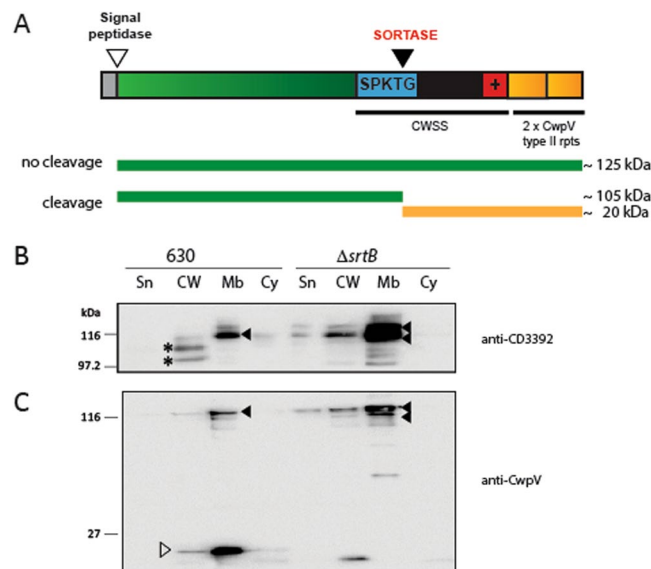 A
Signal
peptidase
SORTASE
SPKTG
+
CWSS
2 x CwpV
type II rpts
no cleavage
~ 125 kDa
cleavage
~ 105 kDa
~ 20 kDa
B
630
ΔsrtB
Sn CW Mb Cy Sn CW Mb Cy
kDa
116
*
*
97.2
anti-CD3392
C
116
27
anti-CwpV